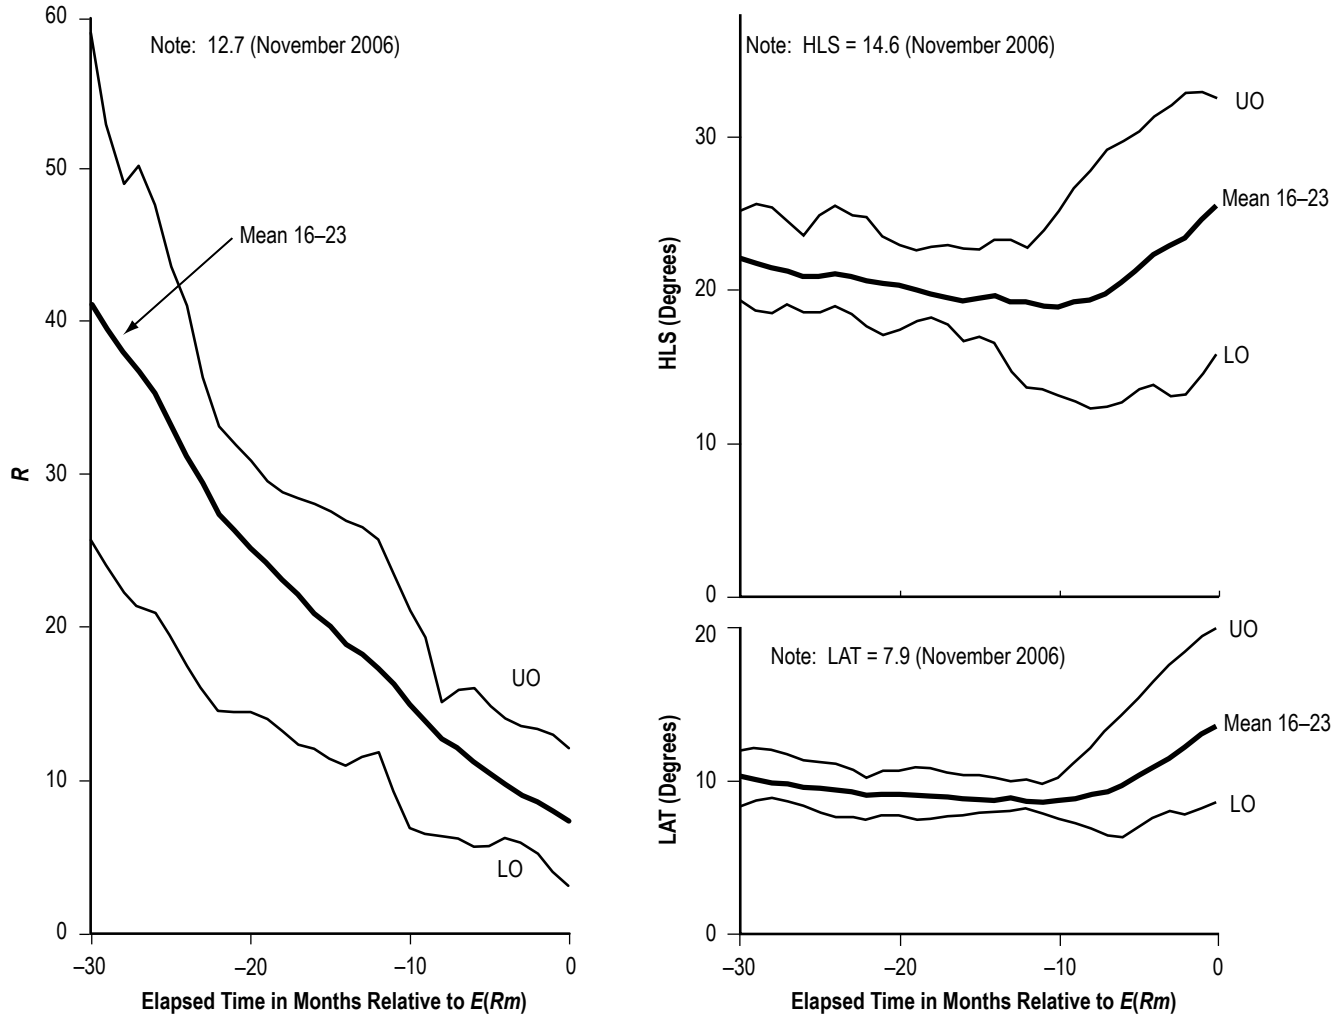 60
50
40
30
20
10
0
R
Note: 12.7 (November 2006)
Mean 16–23
UO
LO
–30
–20
–10
0
Elapsed Time in Months Relative to E(Rm)
30
20
10
0
HLS (Degrees)
Note: HLS = 14.6 (November 2006)
UO
Mean 16–23
LO
20
10
0
LAT (Degrees)
Note: LAT = 7.9 (November 2006)
UO
Mean 16–23
LO
–30
–20
–10
0
Elapsed Time in Months Relative to E(Rm)